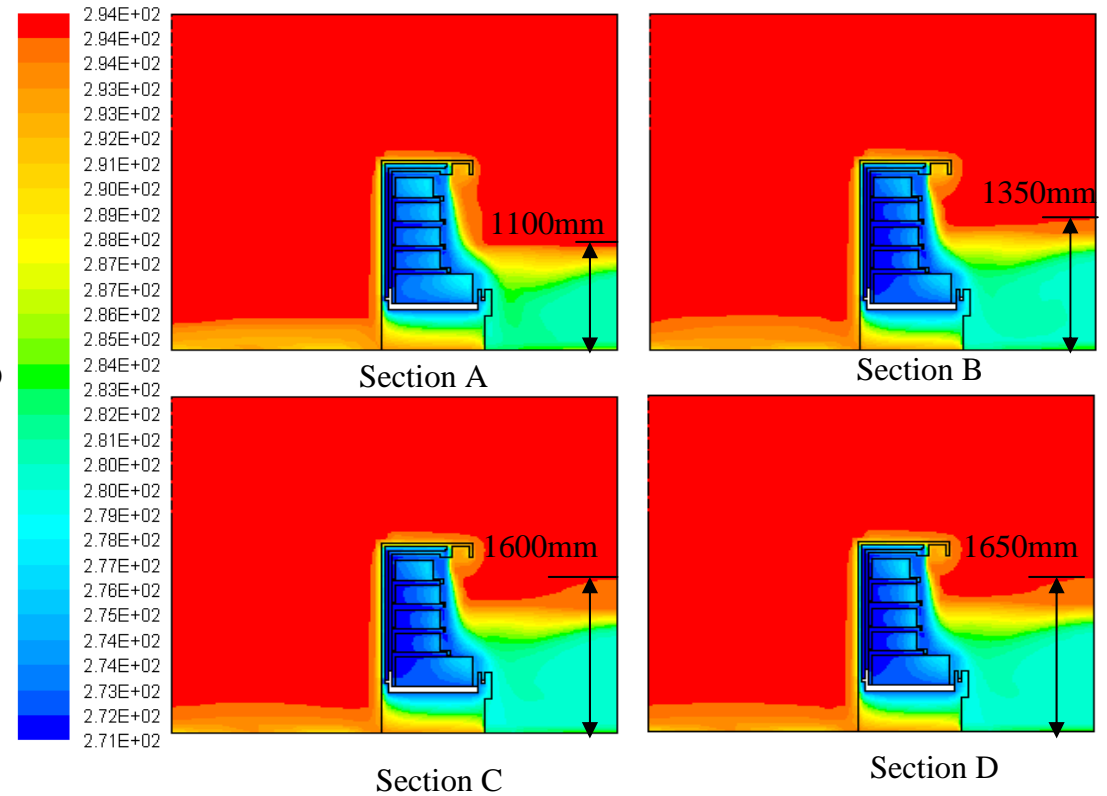 2.94E+02
2.94E+02
2.94E+02
2.93E+02
2.93E+02
2.92E+02
2.91E+02
2.90E+02
2.89E+02
2.88E+02
2.87E+02
2.86E+02
2.86E+02
2.85E+02
2.84E+02
2.83E+02
2.82E+02
2.81E+02
2.80E+02
2.80E+02
2.79E+02
2.78E+02
2.77E+02
2.76E+02
2.75E+02
2.74E+02
2.74E+02
2.73E+02
2.72E+02
2.71E+02
1100mm
Section A
1350mm
Section B
1600mm
Section C
1650mm
Section D